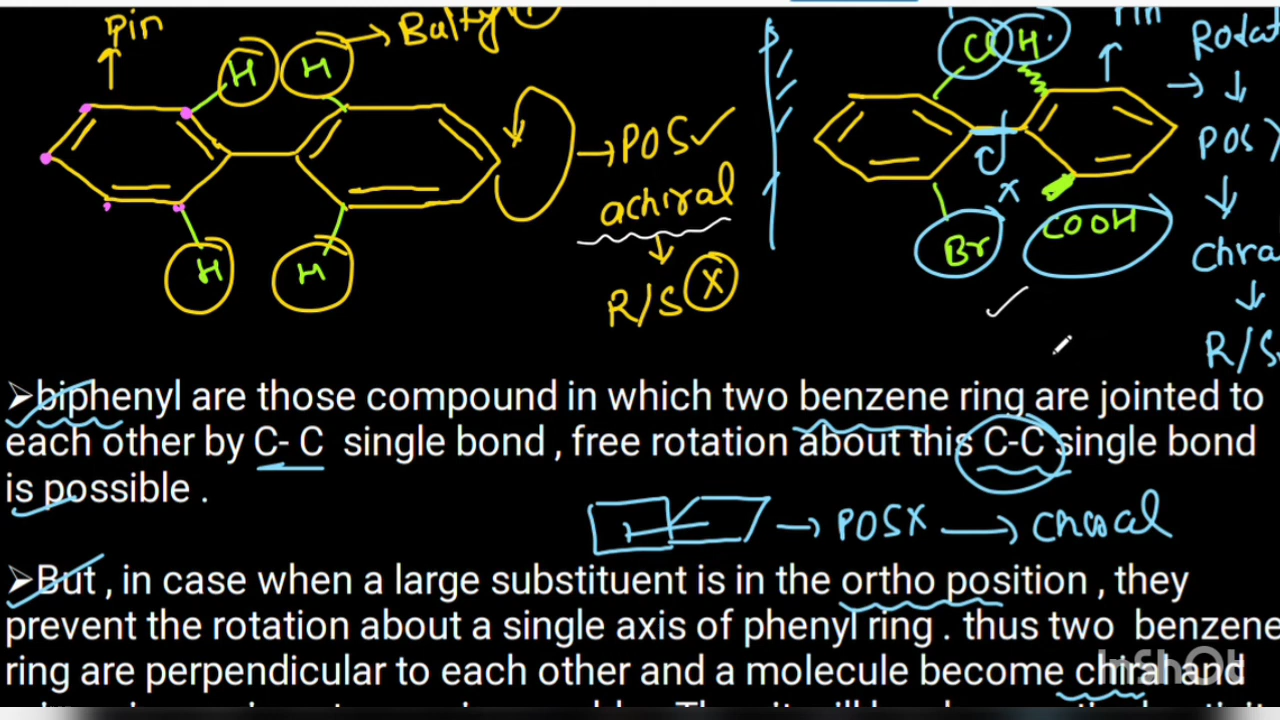 Pin
H H → Bulky
Cl H.
Rotat
→ POS ✓
achiral
R/S X
H H
POS X
x
Br COOH
Chra
R/S
➤biphenyl are those compound in which two benzene ring are jointed to
each other by C- C single bond , free rotation about this C-C single bond
is possible .
→ POS X → Chiral
➤But , in case when a large substituent is in the ortho position , they
prevent the rotation about a single axis of phenyl ring . thus two benzene
ring are perpendicular to each other and a molecule become chiral and
InShOt